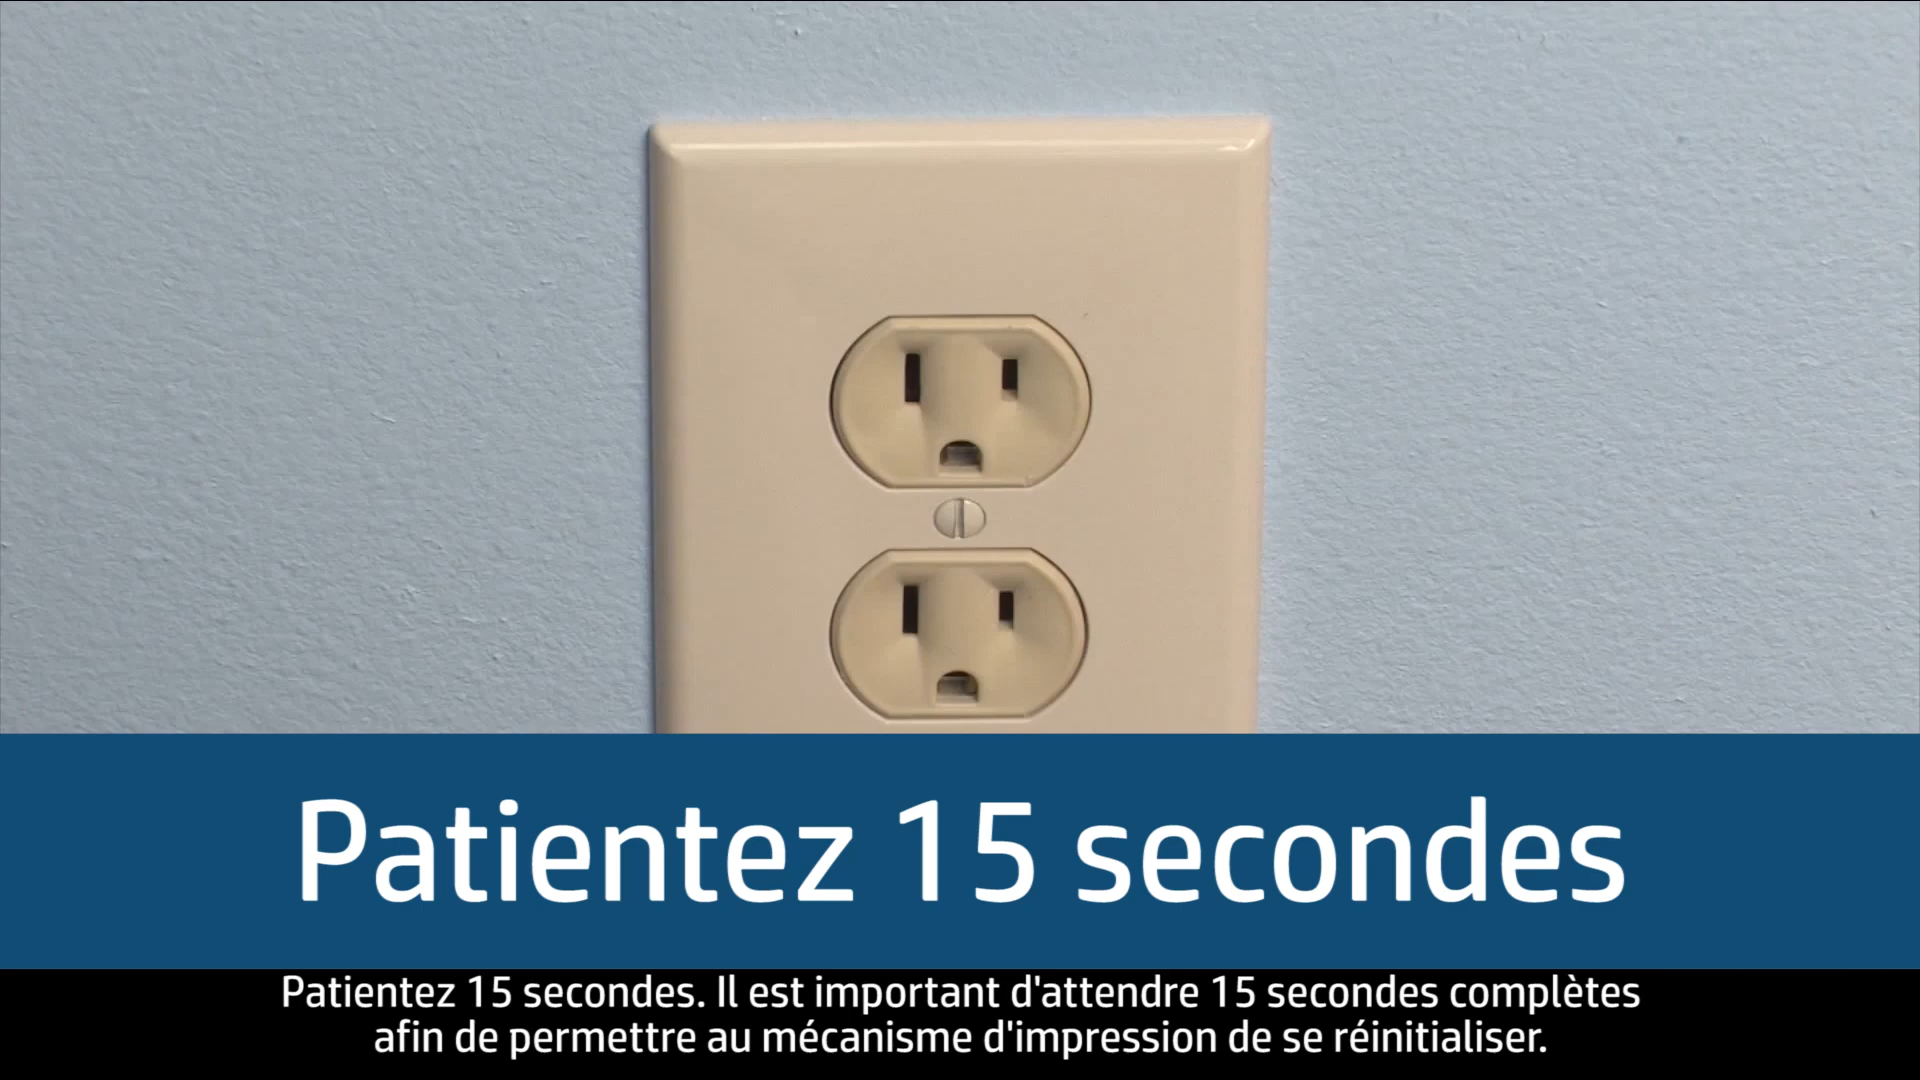 Patientez 15 secondes
Patientez 15 secondes. Il est important d'attendre 15 secondes complètes
afin de permettre au mécanisme d'impression de se réinitialiser.